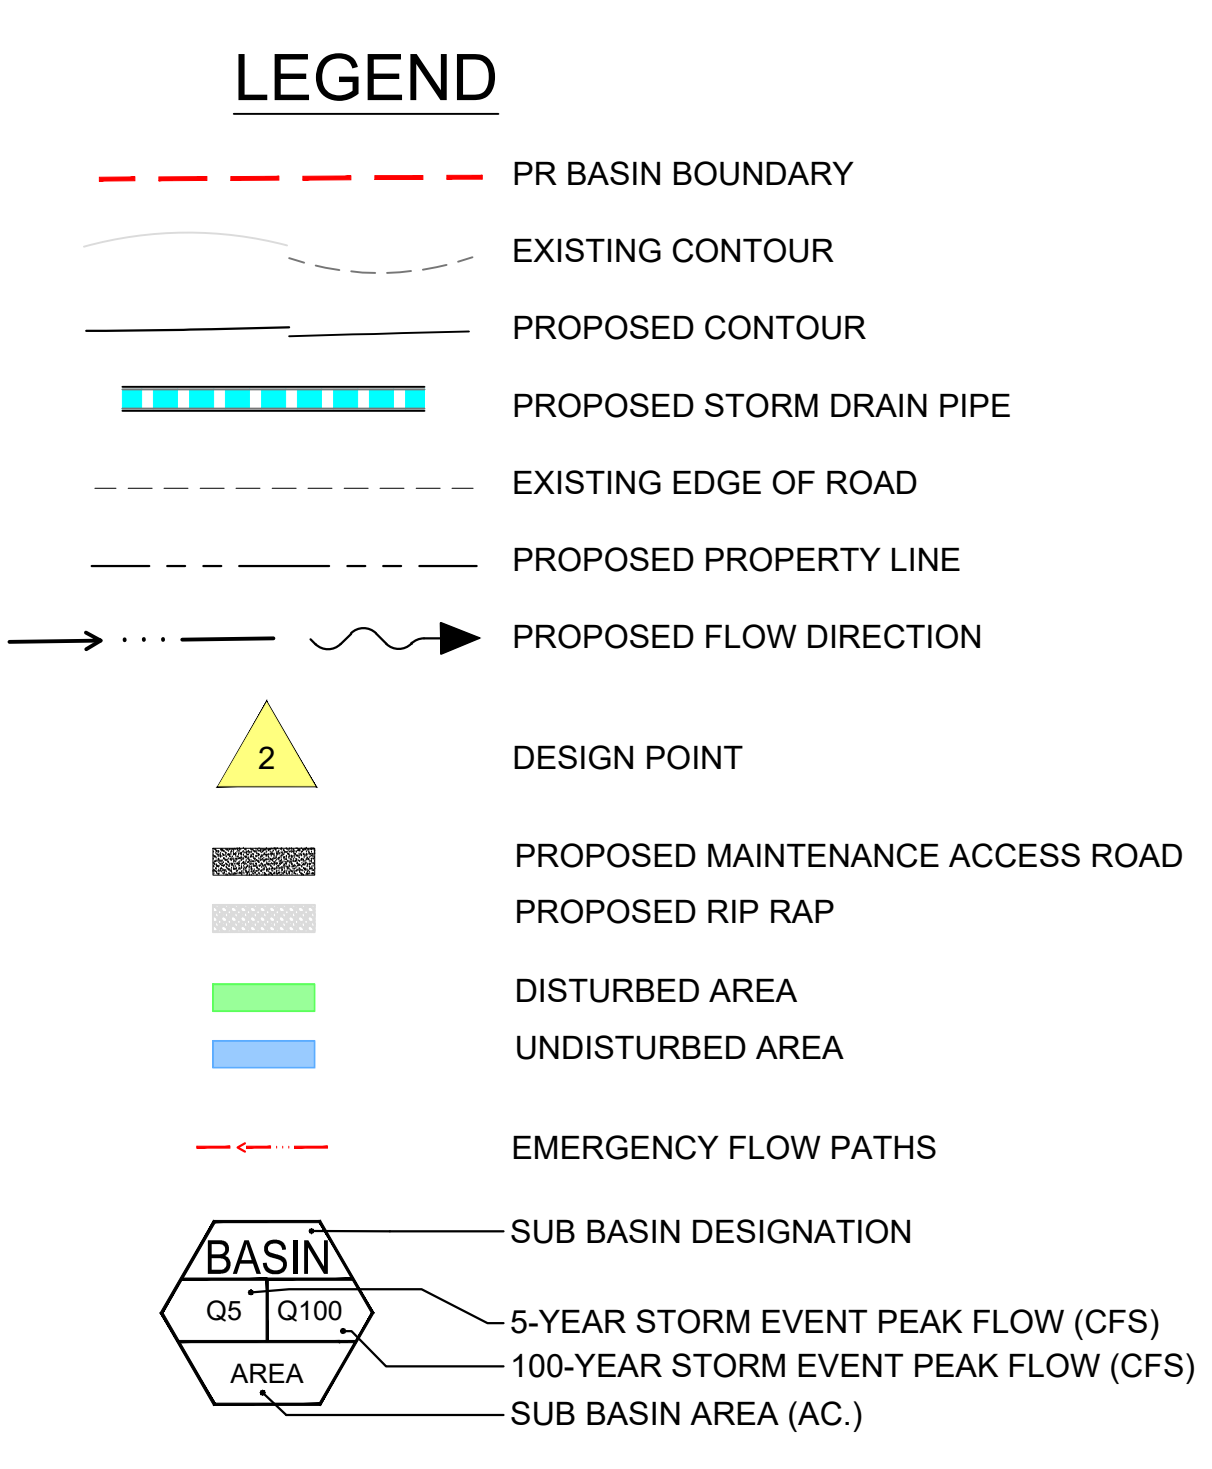 LEGEND
PR BASIN BOUNDARY
EXISTING CONTOUR
PROPOSED CONTOUR
PROPOSED STORM DRAIN PIPE
EXISTING EDGE OF ROAD
PROPOSED PROPERTY LINE
PROPOSED FLOW DIRECTION
2 DESIGN POINT
PROPOSED MAINTENANCE ACCESS ROAD
PROPOSED RIP RAP
DISTURBED AREA
UNDISTURBED AREA
EMERGENCY FLOW PATHS
BASIN SUB BASIN DESIGNATION
Q5 Q100 5-YEAR STORM EVENT PEAK FLOW (CFS)
100-YEAR STORM EVENT PEAK FLOW (CFS)
AREA SUB BASIN AREA (AC.)